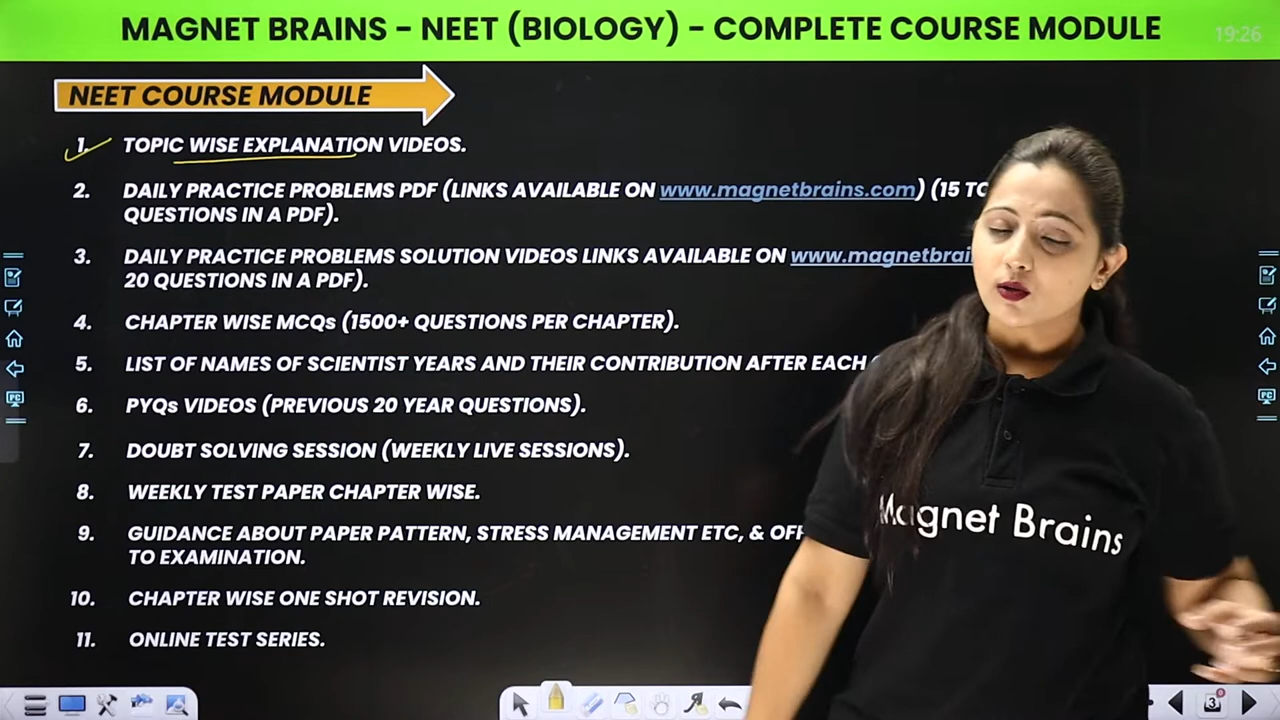 MAGNET BRAINS - NEET (BIOLOGY) - COMPLETE COURSE MODULE
19:26
NEET COURSE MODULE
1. TOPIC WISE EXPLANATION VIDEOS.
2. DAILY PRACTICE PROBLEMS PDF (LINKS AVAILABLE ON www.magnetbrains.com) (15 TO
QUESTIONS IN A PDF).
3. DAILY PRACTICE PROBLEMS SOLUTION VIDEOS LINKS AVAILABLE ON
20 QUESTIONS IN A PDF).
4. CHAPTER WISE MCQs (1500+ QUESTIONS PER CHAPTER).
5. LIST OF NAMES OF SCIENTIST YEARS AND THEIR CONTRIBUTION AFTER EACH
6. PYQs VIDEOS (PREVIOUS 20 YEAR QUESTIONS).
7. DOUBT SOLVING SESSION (WEEKLY LIVE SESSIONS).
8. WEEKLY TEST PAPER CHAPTER WISE.
9. GUIDANCE ABOUT PAPER PATTERN, STRESS MANAGEMENT ETC, &
TO EXAMINATION.
10. CHAPTER WISE ONE SHOT REVISION.
11. ONLINE TEST SERIES.
Magnet Brains
PC
PC
3